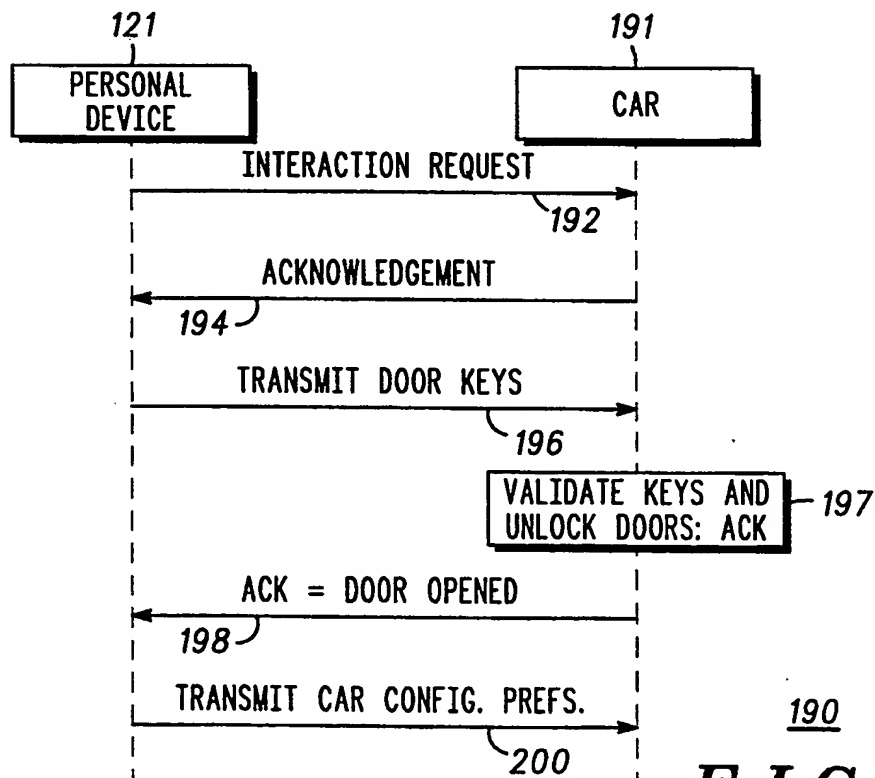 121
191
PERSONAL
DEVICE
CAR
INTERACTION REQUEST
192
ACKNOWLEDGEMENT
194
TRANSMIT DOOR KEYS
196
VALIDATE KEYS AND
UNLOCK DOORS: ACK
197
ACK = DOOR OPENED
198
TRANSMIT CAR CONFIG. PREFS.
200
190